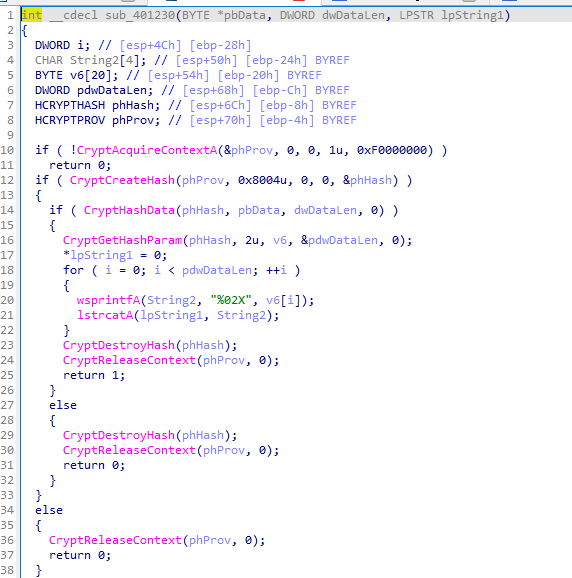 1 int __cdecl sub_401230(BYTE *pbData, DWORD dwDataLen, LPSTR lpString1)
2 {
3   DWORD i; // [esp+4Ch] [ebp-28h]
4   CHAR String2[4]; // [esp+50h] [ebp-24h] BYREF
5   BYTE v6[20]; // [esp+54h] [ebp-20h] BYREF
6   DWORD pdwDataLen; // [esp+68h] [ebp-Ch] BYREF
7   HCRYPTHASH phHash; // [esp+6Ch] [ebp-8h] BYREF
8   HCRYPTPROV phProv; // [esp+70h] [ebp-4h] BYREF
9
10   if ( !CryptAcquireContextA(&phProv, 0, 0, 1u, 0xF0000000) )
11     return 0;
12   if ( CryptCreateHash(phProv, 0x8004u, 0, 0, &phHash) )
13   {
14     if ( CryptHashData(phHash, pbData, dwDataLen, 0) )
15     {
16       CryptGetHashParam(phHash, 2u, v6, &pdwDataLen, 0);
17       *lpString1 = 0;
18       for ( i = 0; i < pdwDataLen; ++i )
19       {
20         wsprintfA(String2, "%02X", v6[i]);
21         lstrcatA(lpString1, String2);
22       }
23       CryptDestroyHash(phHash);
24       CryptReleaseContext(phProv, 0);
25       return 1;
26     }
27     else
28     {
29       CryptDestroyHash(phHash);
30       CryptReleaseContext(phProv, 0);
31       return 0;
32     }
33   }
34   else
35   {
36     CryptReleaseContext(phProv, 0);
37     return 0;
38   }